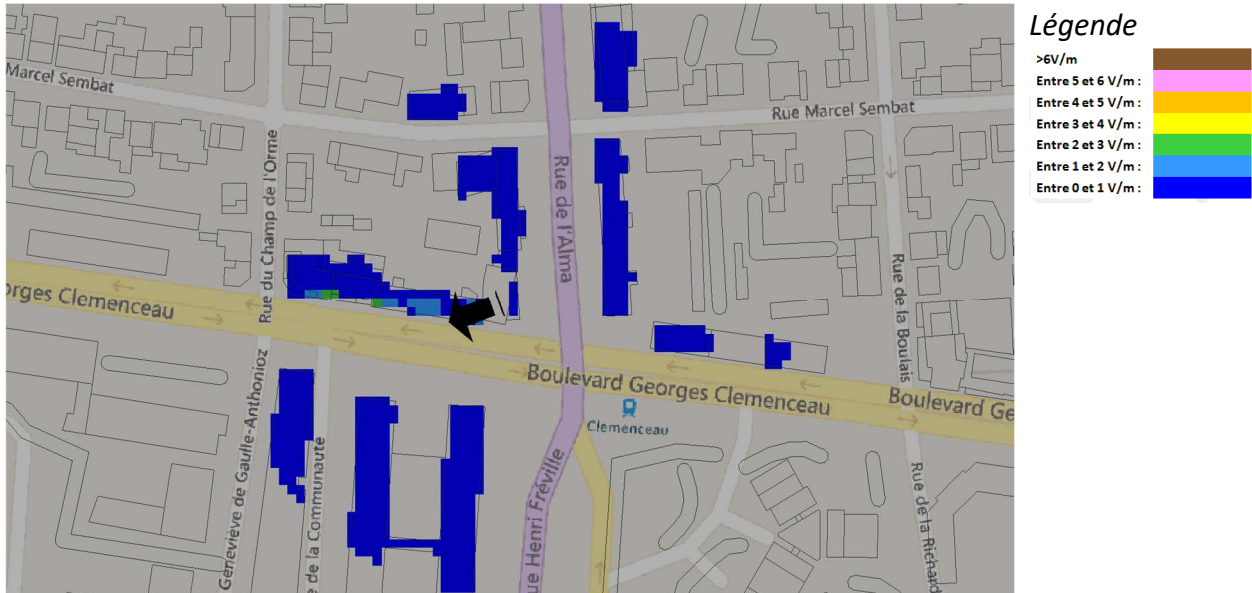 Légende
>6V/m
Entre 5 et 6 V/m :
Entre 4 et 5 V/m :
Entre 3 et 4 V/m :
Entre 2 et 3 V/m :
Entre 1 et 2 V/m :
Entre 0 et 1 V/m :
Marcel Sembat
Rue Marcel Sembat
Rue du Champ de l'Orme
Rue de l'Alma
Rue de la Boulais
orges Clemenceau
Boulevard Georges Clemenceau
Boulevard Ge
Clemenceau
Geneviève de Gaulle-Anthonioz
e de la Communaute
ue Henri Fréville
Rue de la Richard